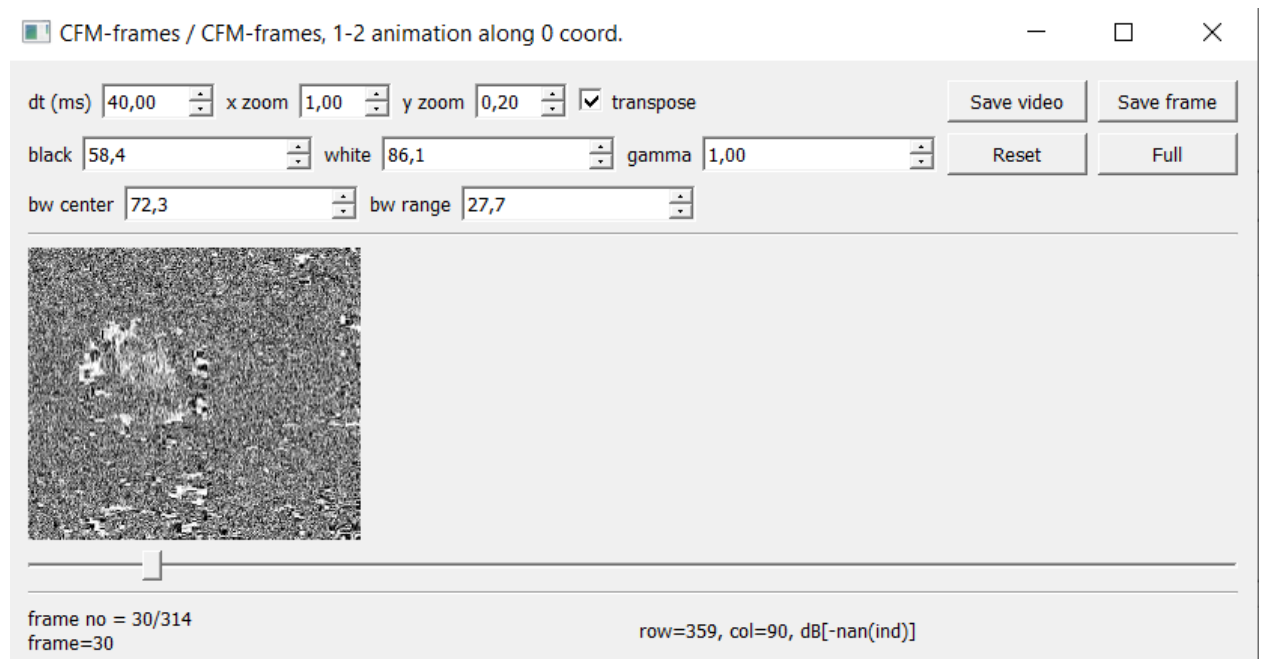 CFM-frames / CFM-frames, 1-2 animation along 0 coord.
dt (ms) 40,00 x zoom 1,00 y zoom 0,20 transpose Save video Save frame
black 58,4 white 86,1 gamma 1,00 Reset Full
bw center 72,3 bw range 27,7
frame no = 30/314
frame=30
row=359, col=90, dB[-nan(ind)]